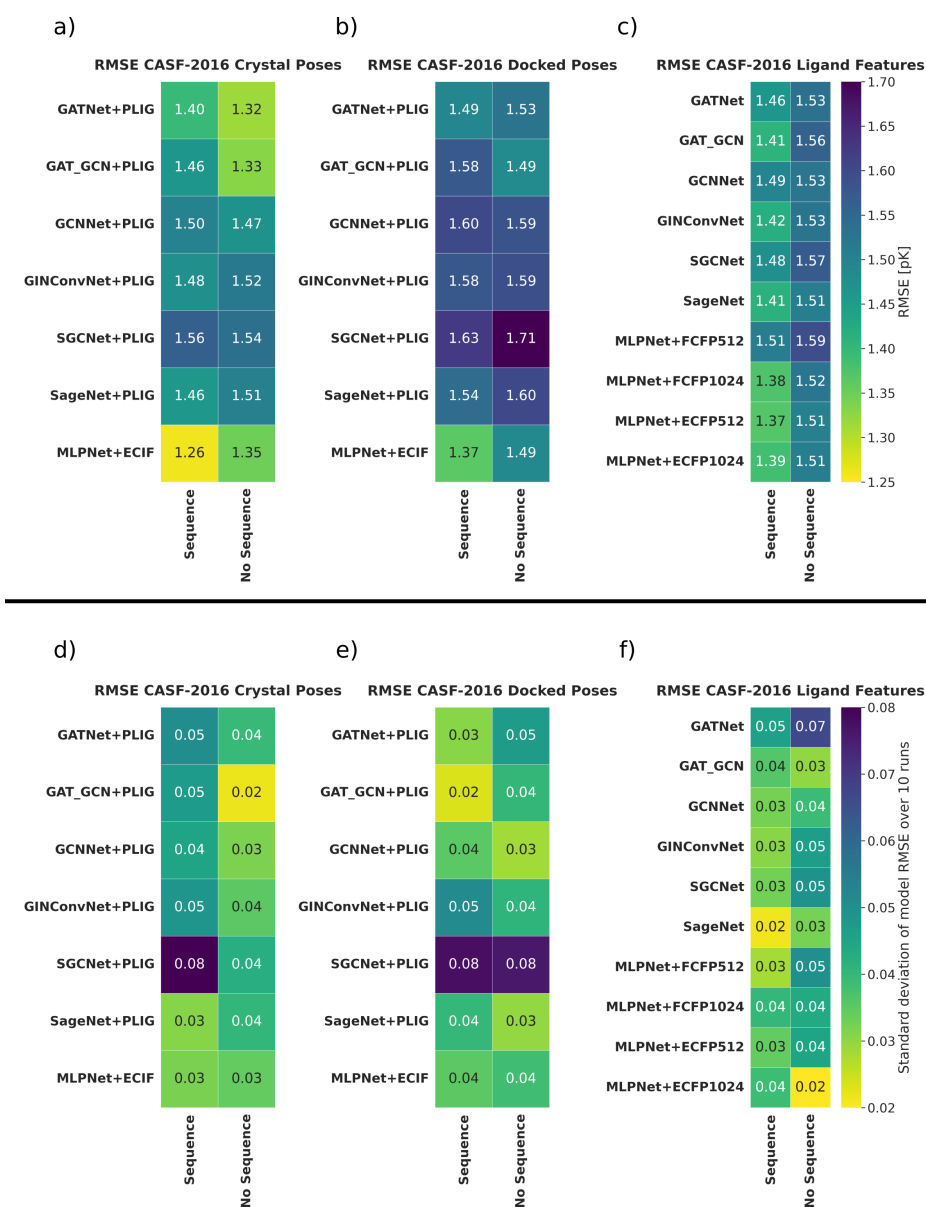 a)
b)
c)
RMSE CASF-2016 Crystal Poses
RMSE CASF-2016 Docked Poses
RMSE CASF-2016 Ligand Features
GATNet+PLIG 1.40 1.32
GAT_GCN+PLIG 1.46 1.33
GCNNet+PLIG 1.50 1.47
GINConvNet+PLIG 1.48 1.52
SGCNet+PLIG 1.56 1.54
SageNet+PLIG 1.46 1.51
MLPNet+ECIF 1.26 1.35
Sequence
No Sequence
GATNet+PLIG 1.49 1.53
GAT_GCN+PLIG 1.58 1.49
GCNNet+PLIG 1.60 1.59
GINConvNet+PLIG 1.58 1.59
SGCNet+PLIG 1.63 1.71
SageNet+PLIG 1.54 1.60
MLPNet+ECIF 1.37 1.49
Sequence
No Sequence
GATNet 1.46 1.53
GAT_GCN 1.41 1.56
GCNNet 1.49 1.53
GINConvNet 1.42 1.53
SGCNet 1.48 1.57
SageNet 1.41 1.51
MLPNet+FCFP512 1.51 1.59
MLPNet+FCFP1024 1.38 1.52
MLPNet+ECFP512 1.37 1.51
MLPNet+ECFP1024 1.39 1.51
Sequence
No Sequence
1.70
1.65
1.60
1.55
1.50
1.45
1.40
1.35
1.30
1.25
RMSE [pK]
d)
e)
f)
RMSE CASF-2016 Crystal Poses
RMSE CASF-2016 Docked Poses
RMSE CASF-2016 Ligand Features
GATNet+PLIG 0.05 0.04
GAT_GCN+PLIG 0.05 0.02
GCNNet+PLIG 0.04 0.03
GINConvNet+PLIG 0.05 0.04
SGCNet+PLIG 0.08 0.04
SageNet+PLIG 0.03 0.04
MLPNet+ECIF 0.03 0.03
Sequence
No Sequence
GATNet+PLIG 0.03 0.05
GAT_GCN+PLIG 0.02 0.04
GCNNet+PLIG 0.04 0.03
GINConvNet+PLIG 0.05 0.04
SGCNet+PLIG 0.08 0.08
SageNet+PLIG 0.04 0.03
MLPNet+ECIF 0.04 0.04
Sequence
No Sequence
GATNet 0.05 0.07
GAT_GCN 0.04 0.03
GCNNet 0.03 0.04
GINConvNet 0.03 0.05
SGCNet 0.03 0.05
SageNet 0.02 0.03
MLPNet+FCFP512 0.03 0.05
MLPNet+FCFP1024 0.04 0.04
MLPNet+ECFP512 0.03 0.04
MLPNet+ECFP1024 0.04 0.02
Sequence
No Sequence
0.08
0.07
0.06
0.05
0.04
0.03
0.02
Standard deviation of model RMSE over 10 runs